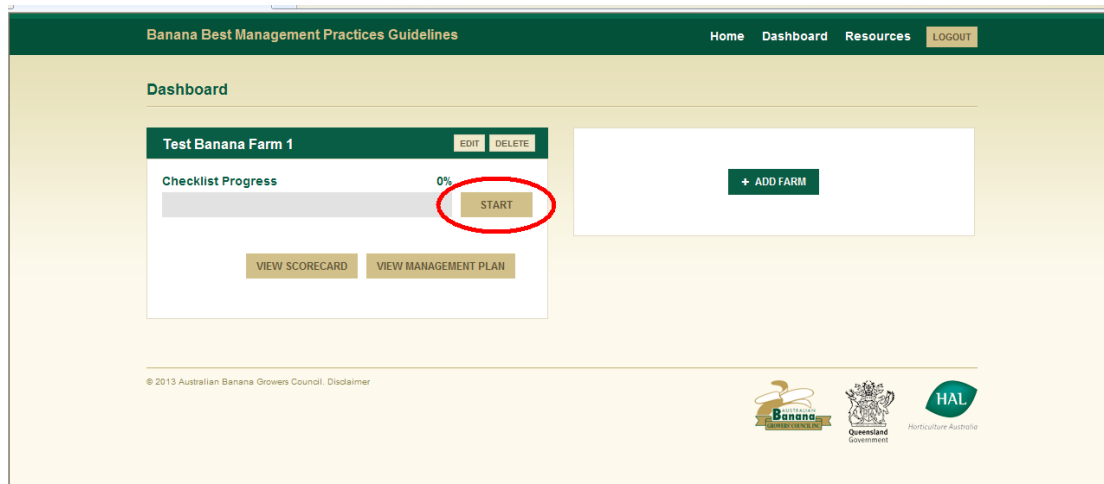 Banana Best Management Practices Guidelines
Home Dashboard Resources LOGOUT
Dashboard
Test Banana Farm 1 EDIT DELETE
Checklist Progress 0%
START
+ ADD FARM
VIEW SCORECARD VIEW MANAGEMENT PLAN
© 2013 Australian Banana Growers Council. Disclaimer
AUSTRALIAN
Banana
GROWERS COUNCIL INC
Queensland
Government
HAL
Horticulture Australia